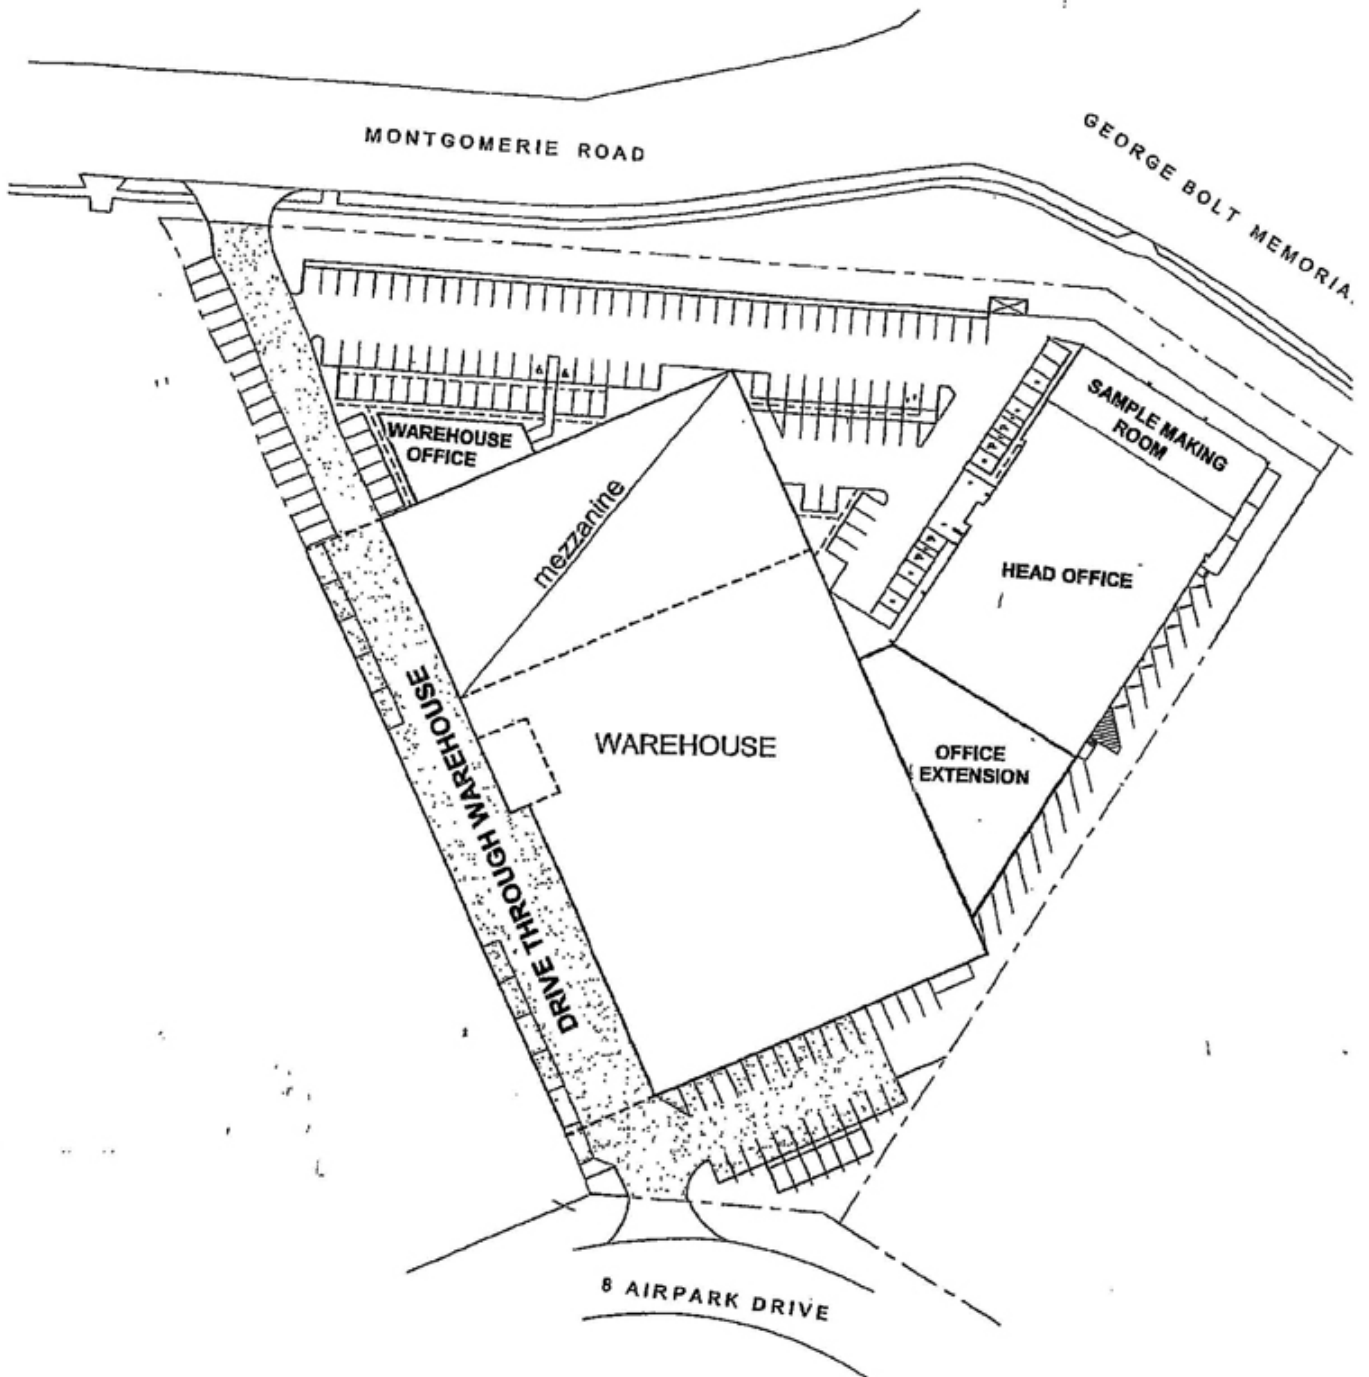 MONTGOMERIE ROAD
GEORGE BOLT MEMORIA
SAMPLE MAKING
ROOM
WAREHOUSE
OFFICE
mezzanine
HEAD OFFICE
DRIVE THROUGH WAREHOUSE
WAREHOUSE
OFFICE
EXTENSION
8 AIRPARK DRIVE